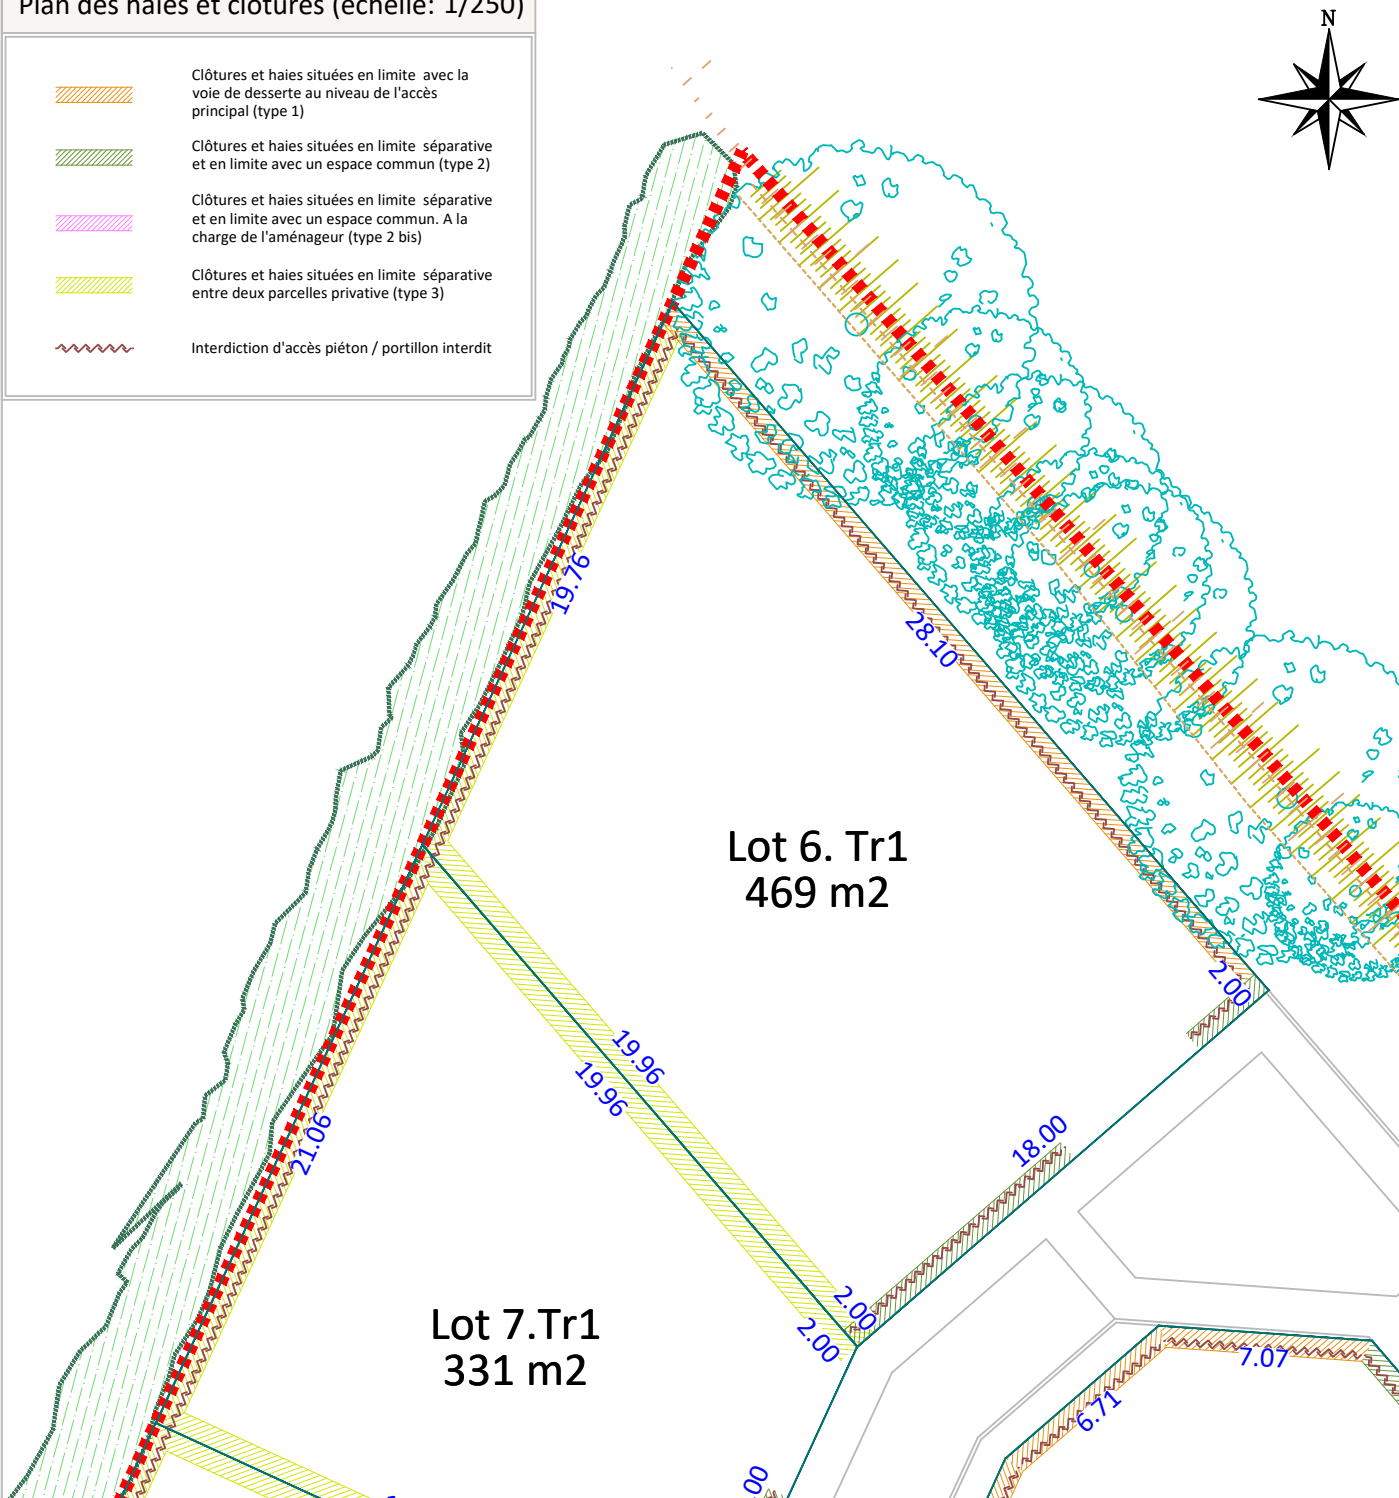 Plan des haies et clôtures (échelle: 1/250)
Clôtures et haies situées en limite avec la
voie de desserte au niveau de l'accès
principal (type 1)
Clôtures et haies situées en limite séparative
et en limite avec un espace commun (type 2)
Clôtures et haies situées en limite séparative
et en limite avec un espace commun. A la
charge de l'aménageur (type 2 bis)
Clôtures et haies situées en limite séparative
entre deux parcelles privative (type 3)
Interdiction d'accès piéton / portillon interdit
N
19.76
28.10
Lot 6. Tr1
469 m2
2.00
19.96
19.96
21.06
18.00
2.00
2.00
Lot 7.Tr1
331 m2
7.07
6.71
00